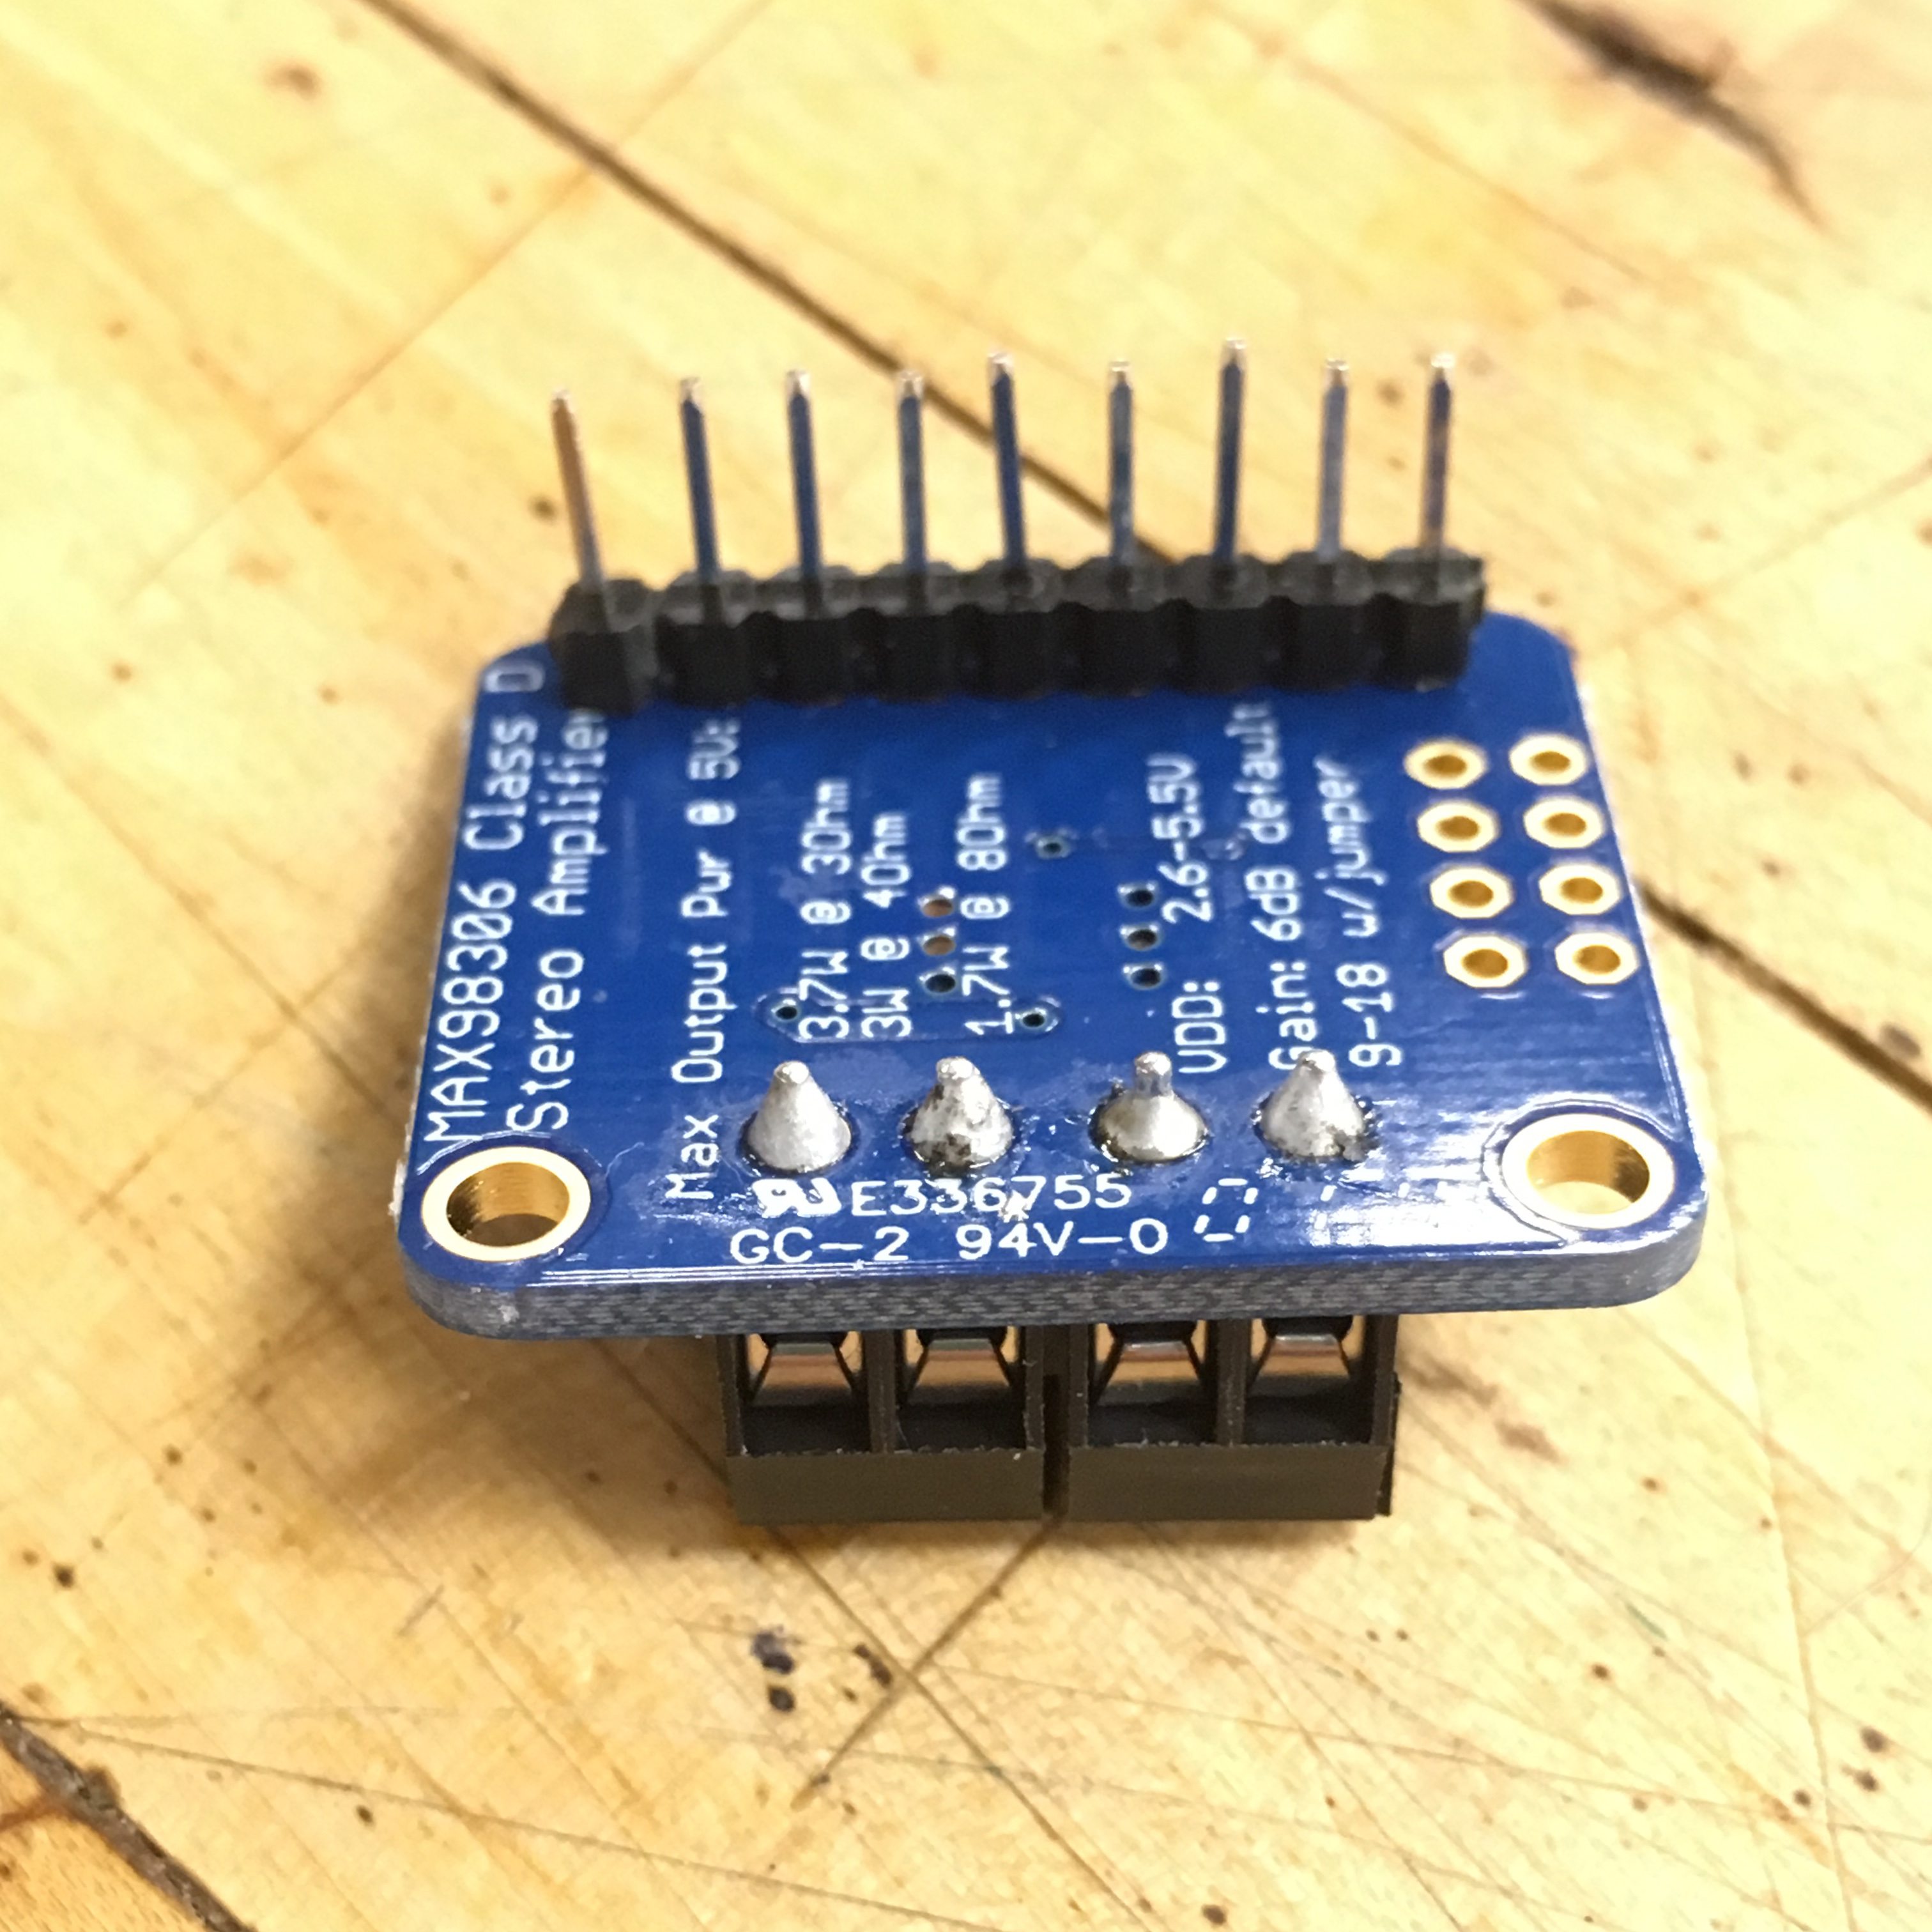 MAX98306 Class D
Stereo Amplifier
Max Output Pwr @ 5V:
3.7W @ 3Ohm
3W @ 4Ohm
1.7W @ 8Ohm
VDD: 2.6-5.5V
Gain: 6dB default
9-18 w/jumper
E336755
GC-2 94V-0